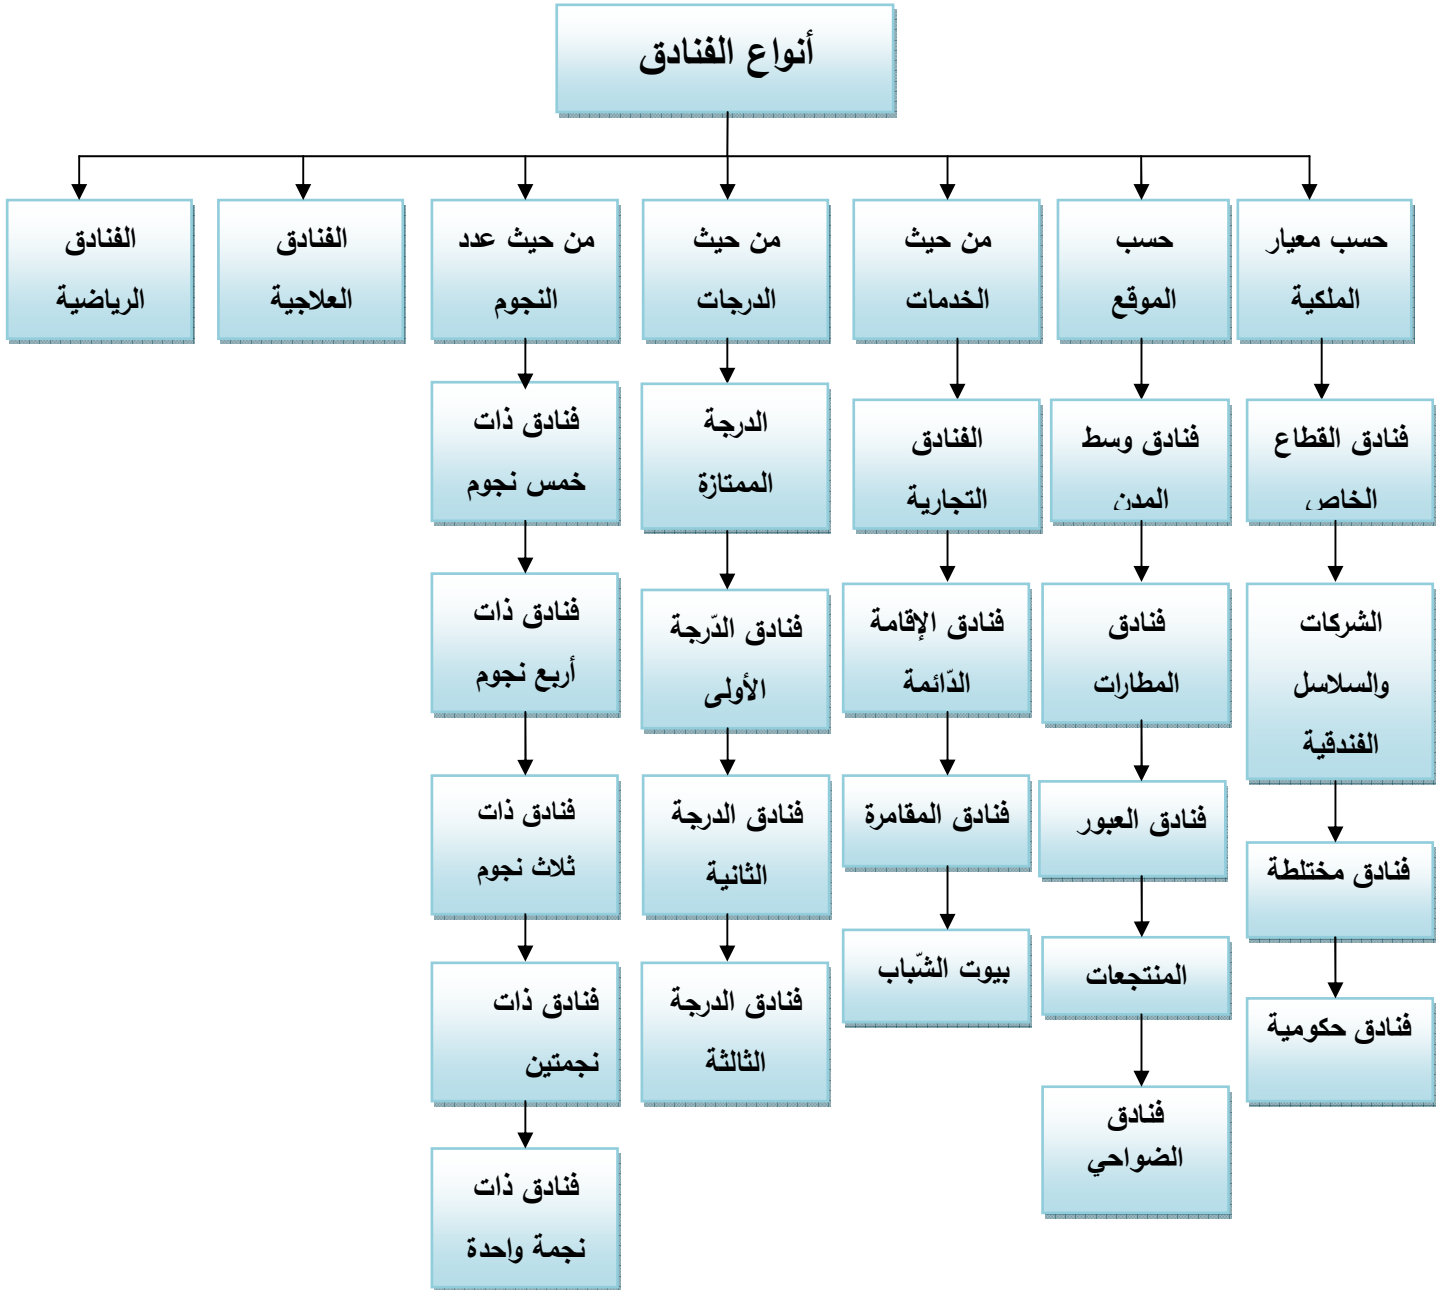 أنواع الفنادق
حسب معيار
الملكية
حسب
الموقع
من حيث
الخدمات
من حيث
الدرجات
من حيث عدد
النجوم
الفنادق
العلاجية
الفنادق
الرياضية
فنادق القطاع
الخاص
الشركات
والسلاسل
الفندقية
فنادق مختلطة
فنادق حكومية
فنادق وسط
المدن
فنادق
المطارات
فنادق العبور
المنتجعات
فنادق
الضواحي
الفنادق
التجارية
فنادق الإقامة
الدّائمة
فنادق المقامرة
بيوت الشّباب
الدرجة
الممتازة
فنادق الدّرجة
الأولى
فنادق الدرجة
الثانية
فنادق الدرجة
الثالثة
فنادق ذات
خمس نجوم
فنادق ذات
أربع نجوم
فنادق ذات
ثلاث نجوم
فنادق ذات
نجمتين
فنادق ذات
نجمة واحدة